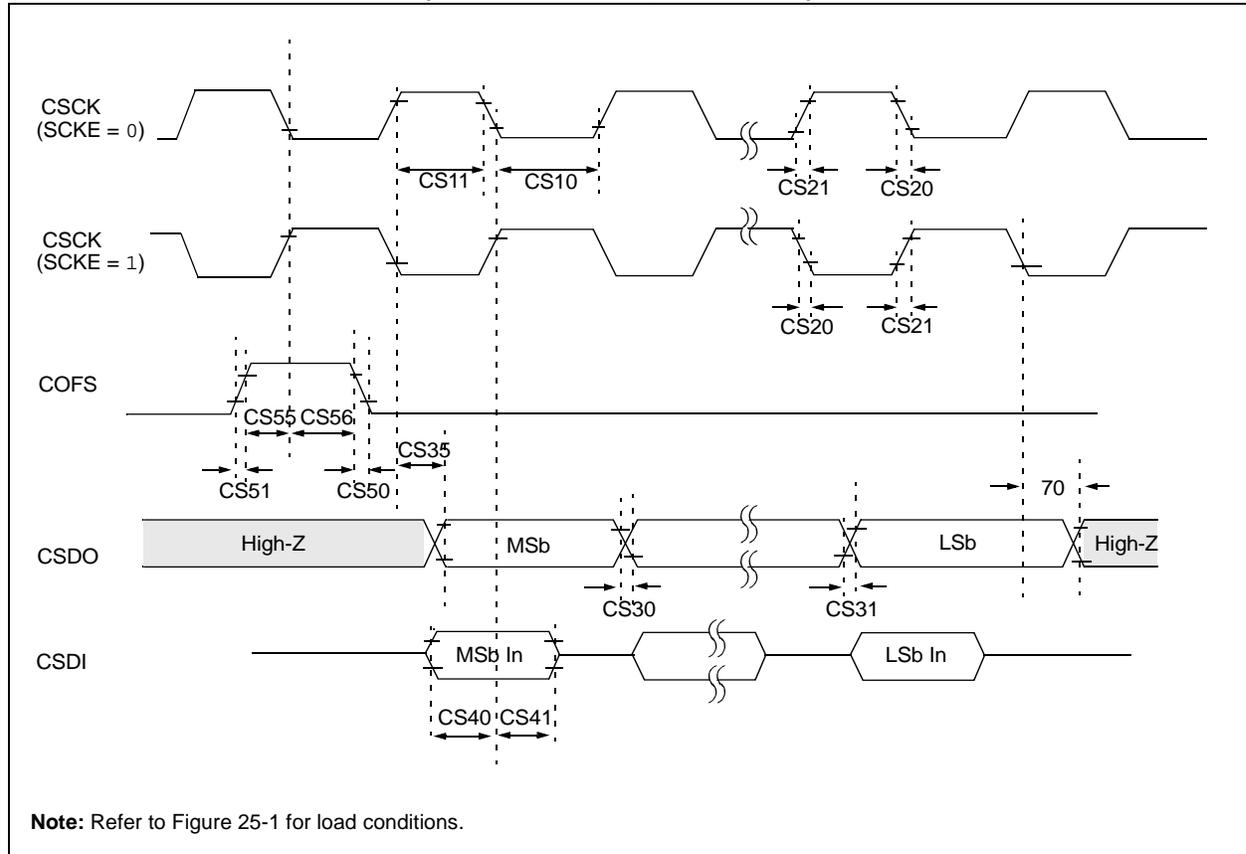 CSCK
(SCKE = 0)
CS11
CS10
CS21
CS20
CSCK
(SCKE = 1)
CS20
CS21
COFS
CS55
CS56
CS35
CS51
CS50
70
CSDO
High-Z
MSb
LSb
High-Z
CS30
CS31
CSDI
MSb In
LSb In
CS40
CS41
Note: Refer to Figure 25-1 for load conditions.